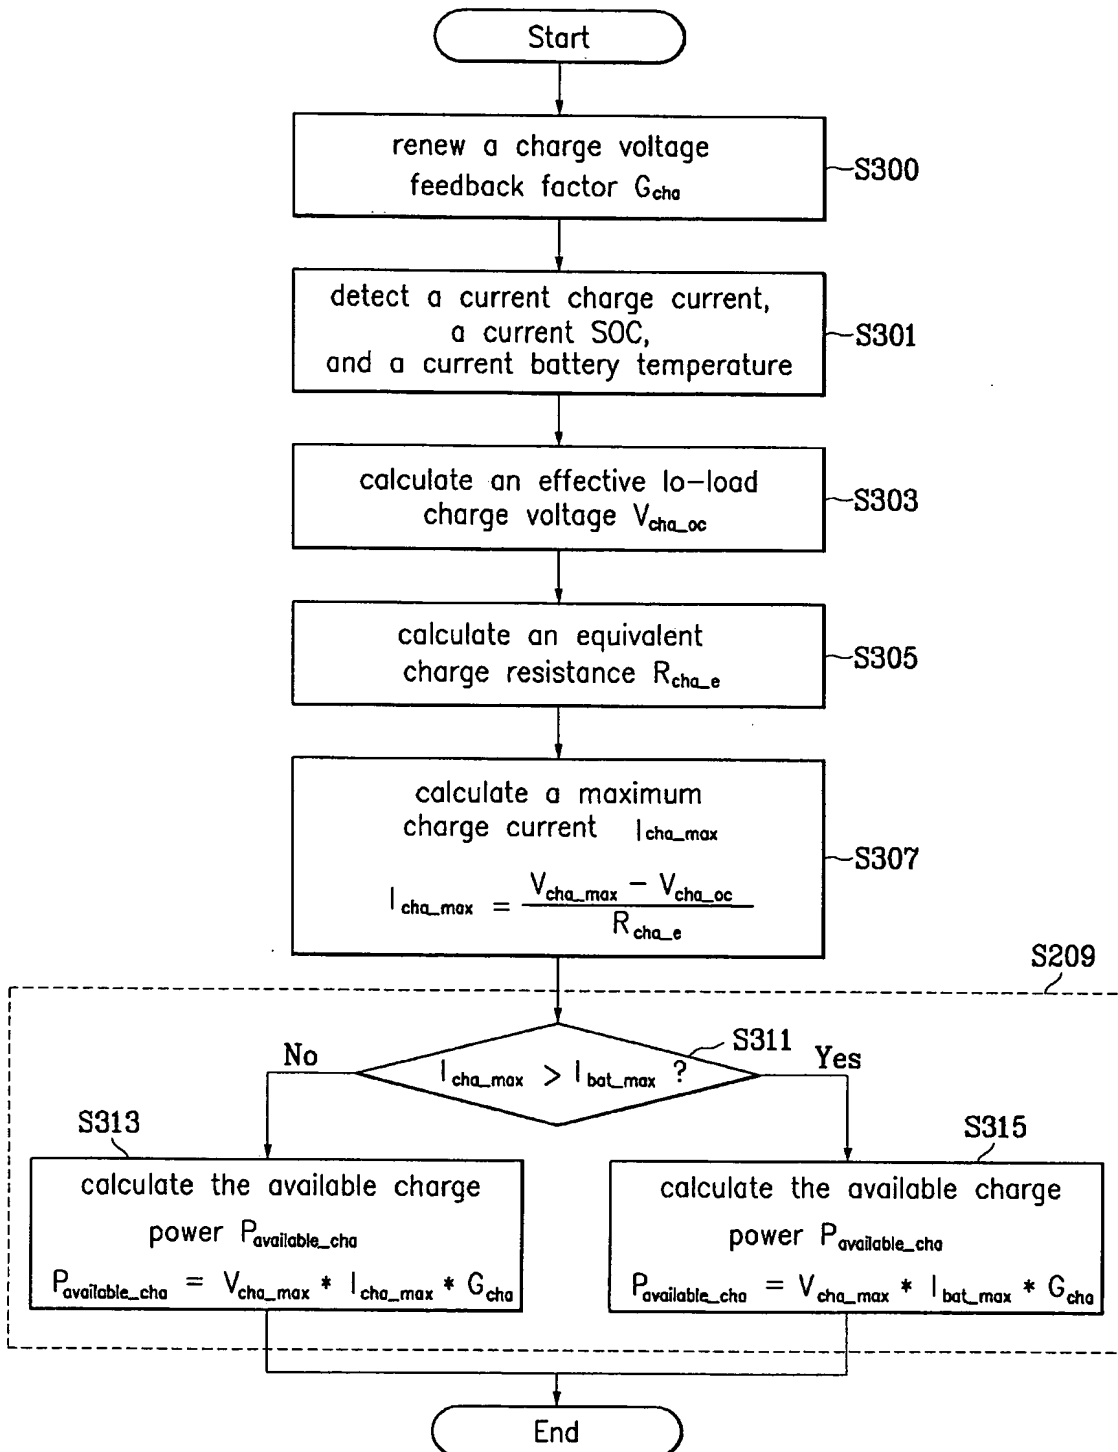 Start
renew a charge voltage
feedback factor Gcha
S300
detect a current charge current,
a current SOC,
and a current battery temperature
S301
calculate an effective lo-load
charge voltage Vcha_oc
S303
calculate an equivalent
charge resistance Rcha_e
S305
calculate a maximum
charge current Icha_max
Icha_max = Vcha_max − Vcha_oc
Rcha_e
S307
S209
S311
No
Icha_max > Ibat_max ?
Yes
S313
calculate the available charge
power Pavailable_cha
Pavailable_cha = Vcha_max * Icha_max * Gcha
S315
calculate the available charge
power Pavailable_cha
Pavailable_cha = Vcha_max * Ibat_max * Gcha
End